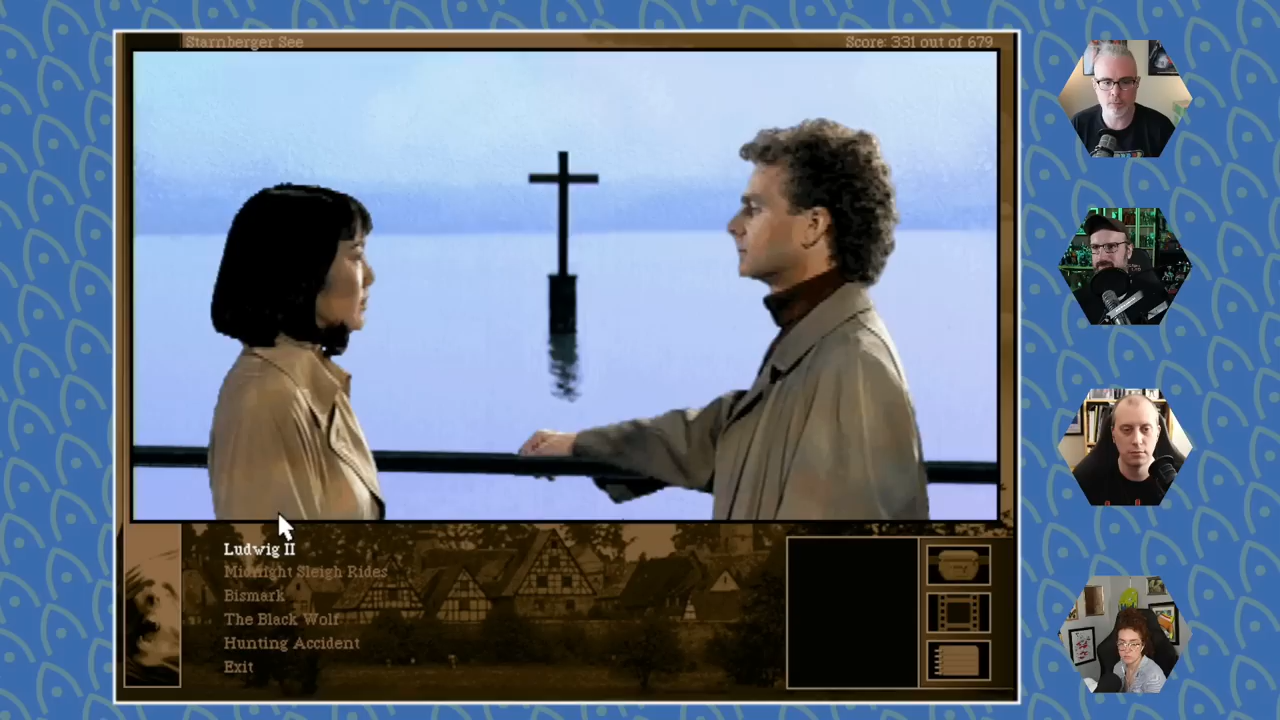 Starnberger See
Score: 331 out of 679
Ludwig II
Midnight Sleigh Rides
Bismark
The Black Wolf
Hunting Accident
Exit